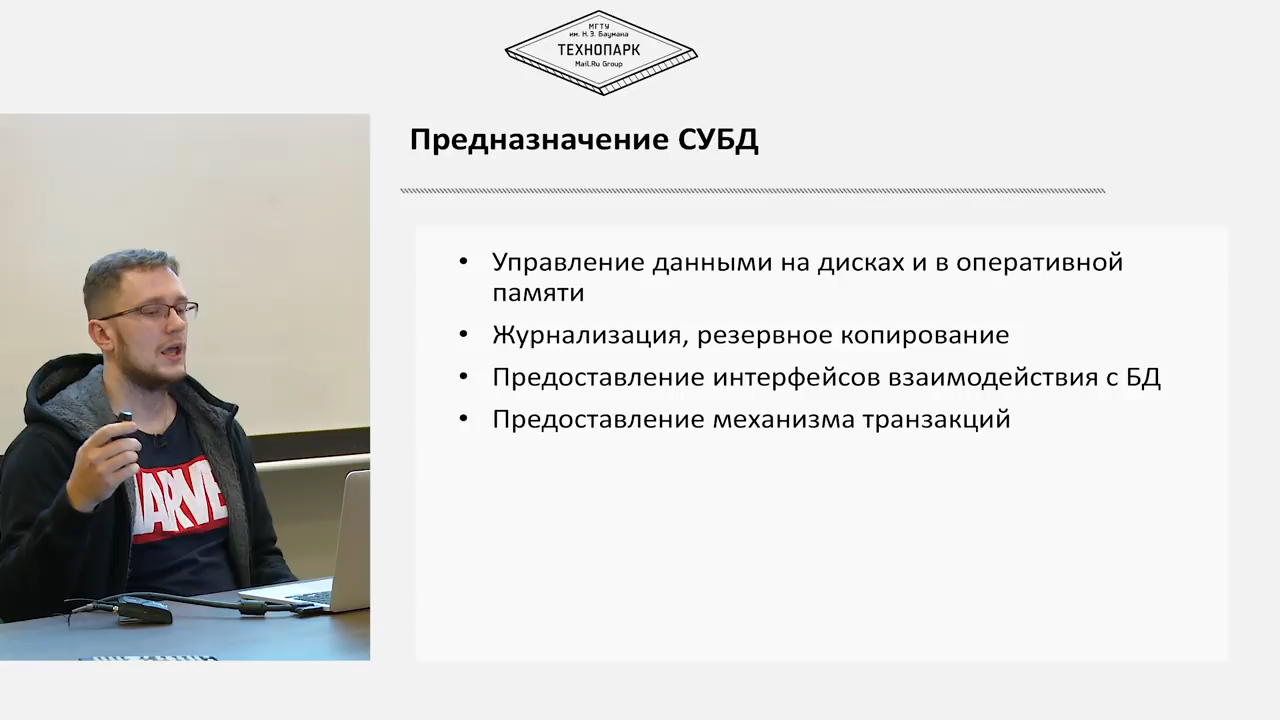 МГТУ
им. Н.Э. Баумана
ТЕХНОПАРК
Mail.Ru Group
Предназначение СУБД
• Управление данными на дисках и в оперативной
памяти
• Журнализация, резервное копирование
• Предоставление интерфейсов взаимодействия с БД
• Предоставление механизма транзакций
MARVEL